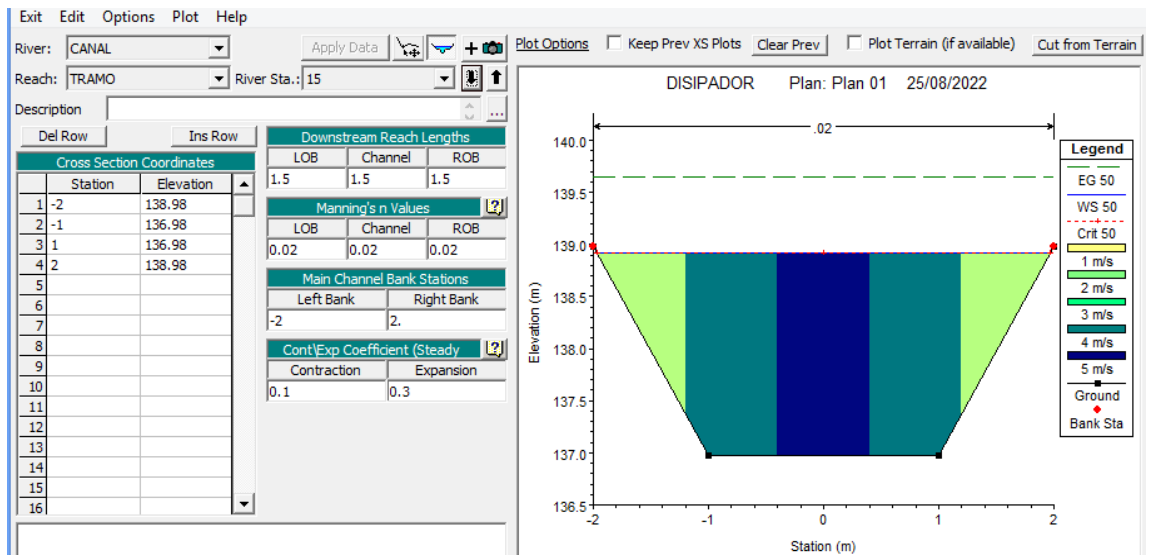 Exit Edit Options Plot Help
River: CANAL Apply Data
Reach: TRAMO River Sta.: 15
Description ...
Del Row Ins Row
Cross Section Coordinates
Station Elevation
1 -2 138.98
2 -1 136.98
3 1 136.98
4 2 138.98
5
6
7
8
9
10
11
12
13
14
15
16
Downstream Reach Lengths
LOB Channel ROB
1.5 1.5 1.5
Manning's n Values
LOB Channel ROB
0.02 0.02 0.02
Main Channel Bank Stations
Left Bank Right Bank
-2 2.
Cont\Exp Coefficient (Steady
Contraction Expansion
0.1 0.3
Plot Options Keep Prev XS Plots Clear Prev Plot Terrain (if available) Cut from Terrain
DISIPADOR Plan: Plan 01 25/08/2022
.02
140.0
139.5
139.0
138.5
138.0
137.5
137.0
136.5
Elevation (m)
-2 -1 0 1 2
Station (m)
Legend
EG 50
WS 50
Crit 50
1 m/s
2 m/s
3 m/s
4 m/s
5 m/s
Ground
Bank Sta